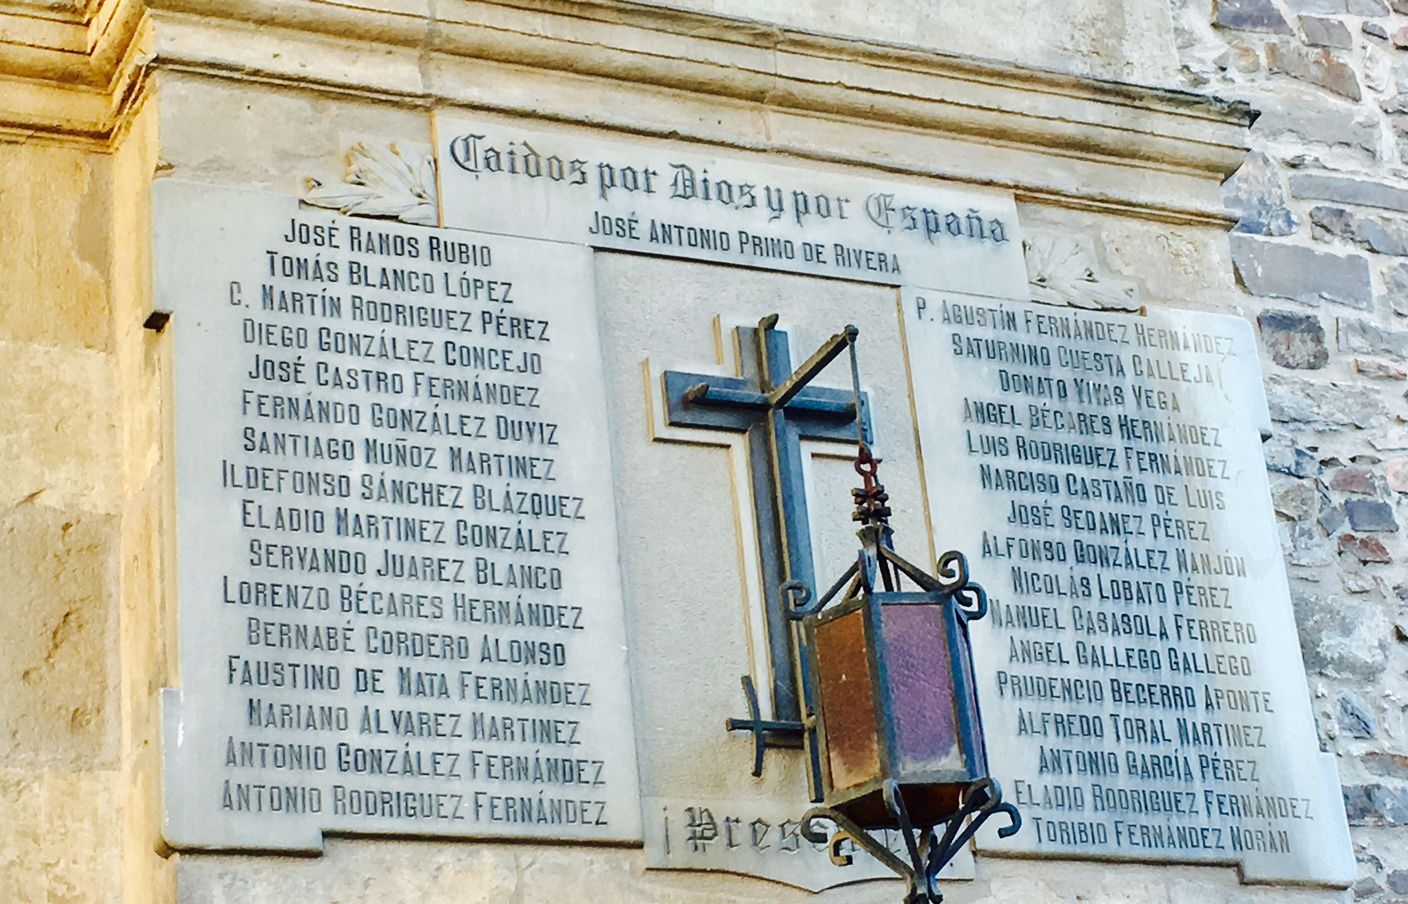 Caidos por Dios y por España
JOSÉ ANTONIO PRIMO DE RIVERA
JOSÉ RAMOS RUBIO
TOMÁS BLANCO LÓPEZ
C. MARTÍN RODRIGUEZ PÉREZ
DIEGO GONZÁLEZ CONCEJO
JOSÉ CASTRO FERNÁNDEZ
FERNÁNDO GONZÁLEZ DUVIZ
SANTIAGO MUÑOZ MARTINEZ
ILDEFONSO SÁNCHEZ BLÁZQUEZ
ELADIO MARTINEZ GONZÁLEZ
SERVANDO JUAREZ BLANCO
LORENZO BÉCARES HERNÁNDEZ
BERNABÉ CORDERO ALONSO
FAUSTINO DE MATA FERNÁNDEZ
MARIANO ALVAREZ MARTINEZ
ANTONIO GONZÁLEZ FERNÁNDEZ
ANTONIO RODRIGUEZ FERNÁNDEZ
P. AGUSTÍN FERNÁNDEZ HERNÁNDEZ
SATURNINO CUESTA CALLEJA
DONATO VIVAS VEGA
ANGEL BÉCARES HERNÁNDEZ
LUIS RODRIGUEZ FERNÁNDEZ
NARCISO CASTAÑO DE LUIS
JOSÉ SEDANEZ PÉREZ
ALFONSO GONZÁLEZ NANJÓN
NICOLÁS LOBATO PÉREZ
MANUEL CASASOLA FERRERO
ANGEL GALLEGO GALLEGO
PRUDENCIO BECERRO APONTE
ALFREDO TORAL MARTINEZ
ANTONIO GARCÍA PÉREZ
ELADIO RODRIGUEZ FERNÁNDEZ
TORIBIO FERNÁNDEZ NORÁN